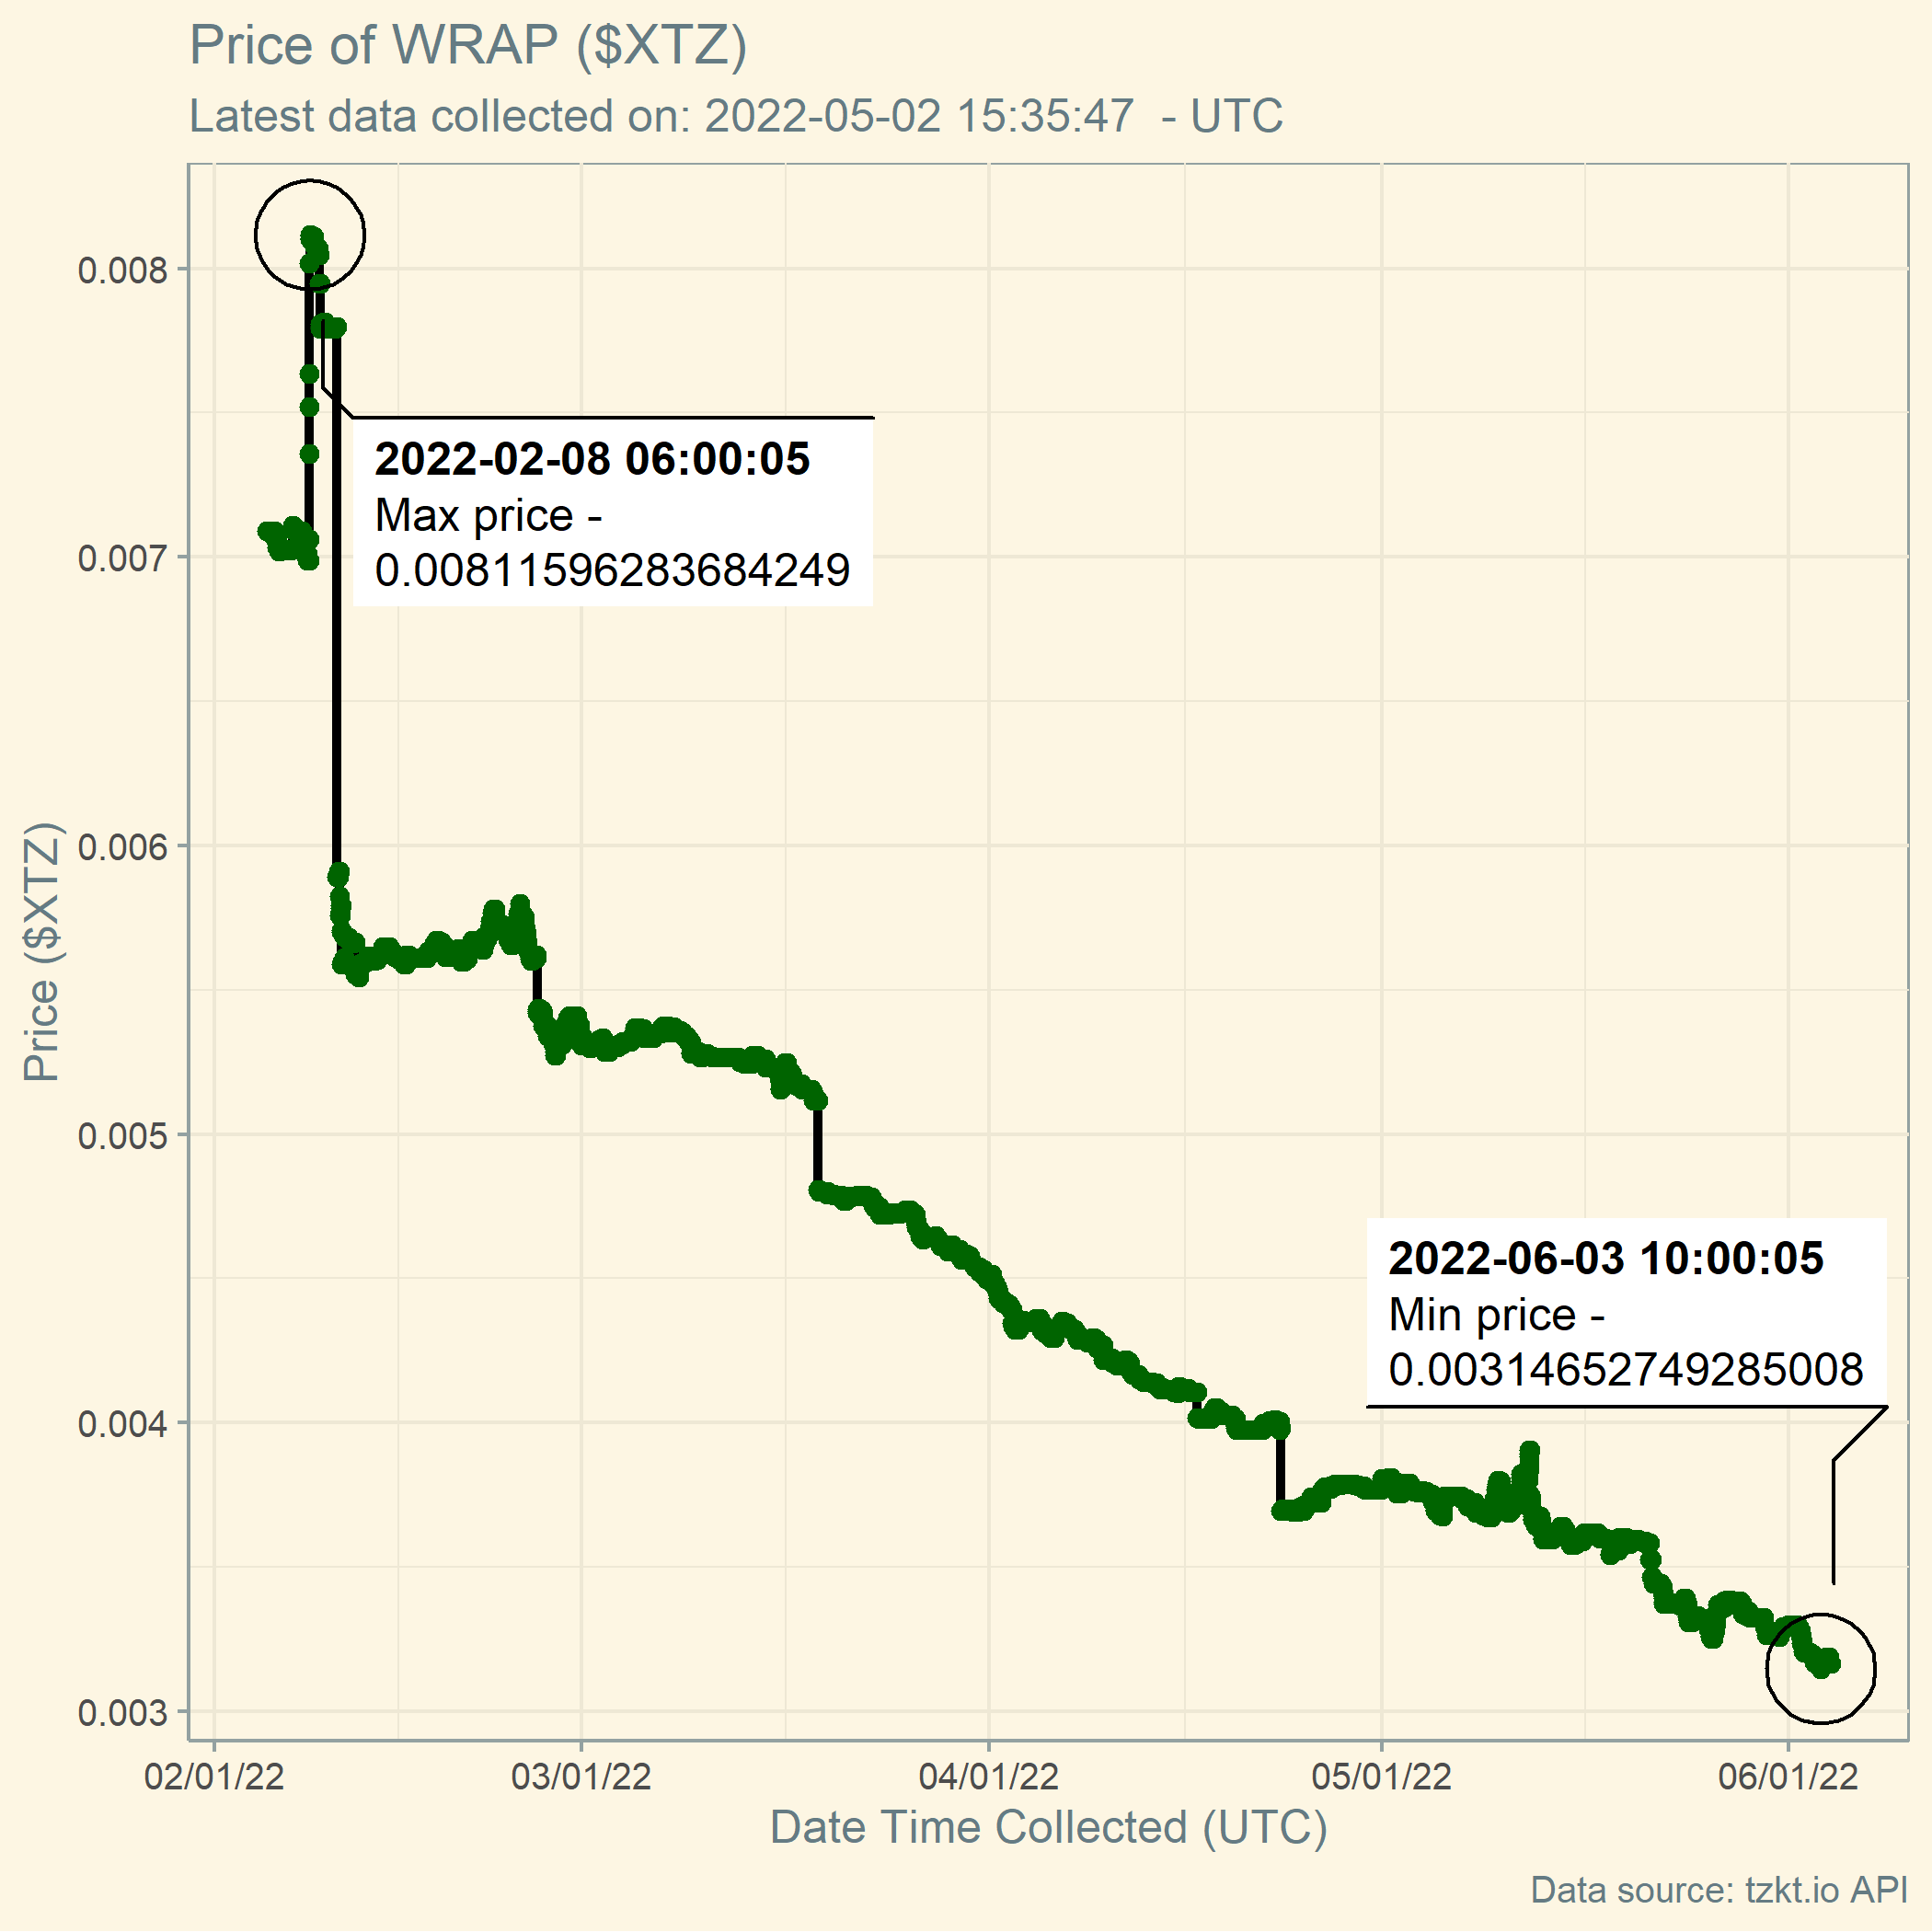 Price of WRAP ($XTZ)
Latest data collected on: 2022-05-02 15:35:47  - UTC
0.008
0.007
0.006
0.005
0.004
0.003
Price ($XTZ)
2022-02-08 06:00:05
Max price -
0.00811596283684249
2022-06-03 10:00:05
Min price -
0.00314652749285008
02/01/22
03/01/22
04/01/22
05/01/22
06/01/22
Date Time Collected (UTC)
Data source: tzkt.io API